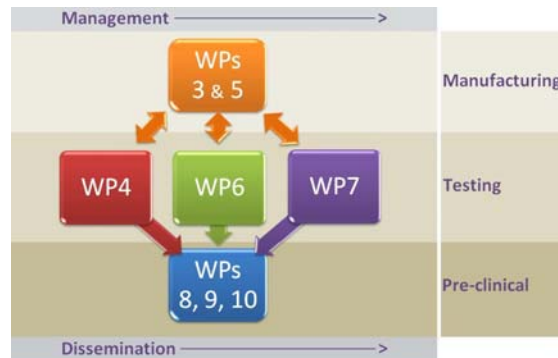 Management
WPs
3 & 5
Manufacturing
WP4
WP6
WP7
Testing
WPs
8, 9, 10
Pre-clinical
Dissemination